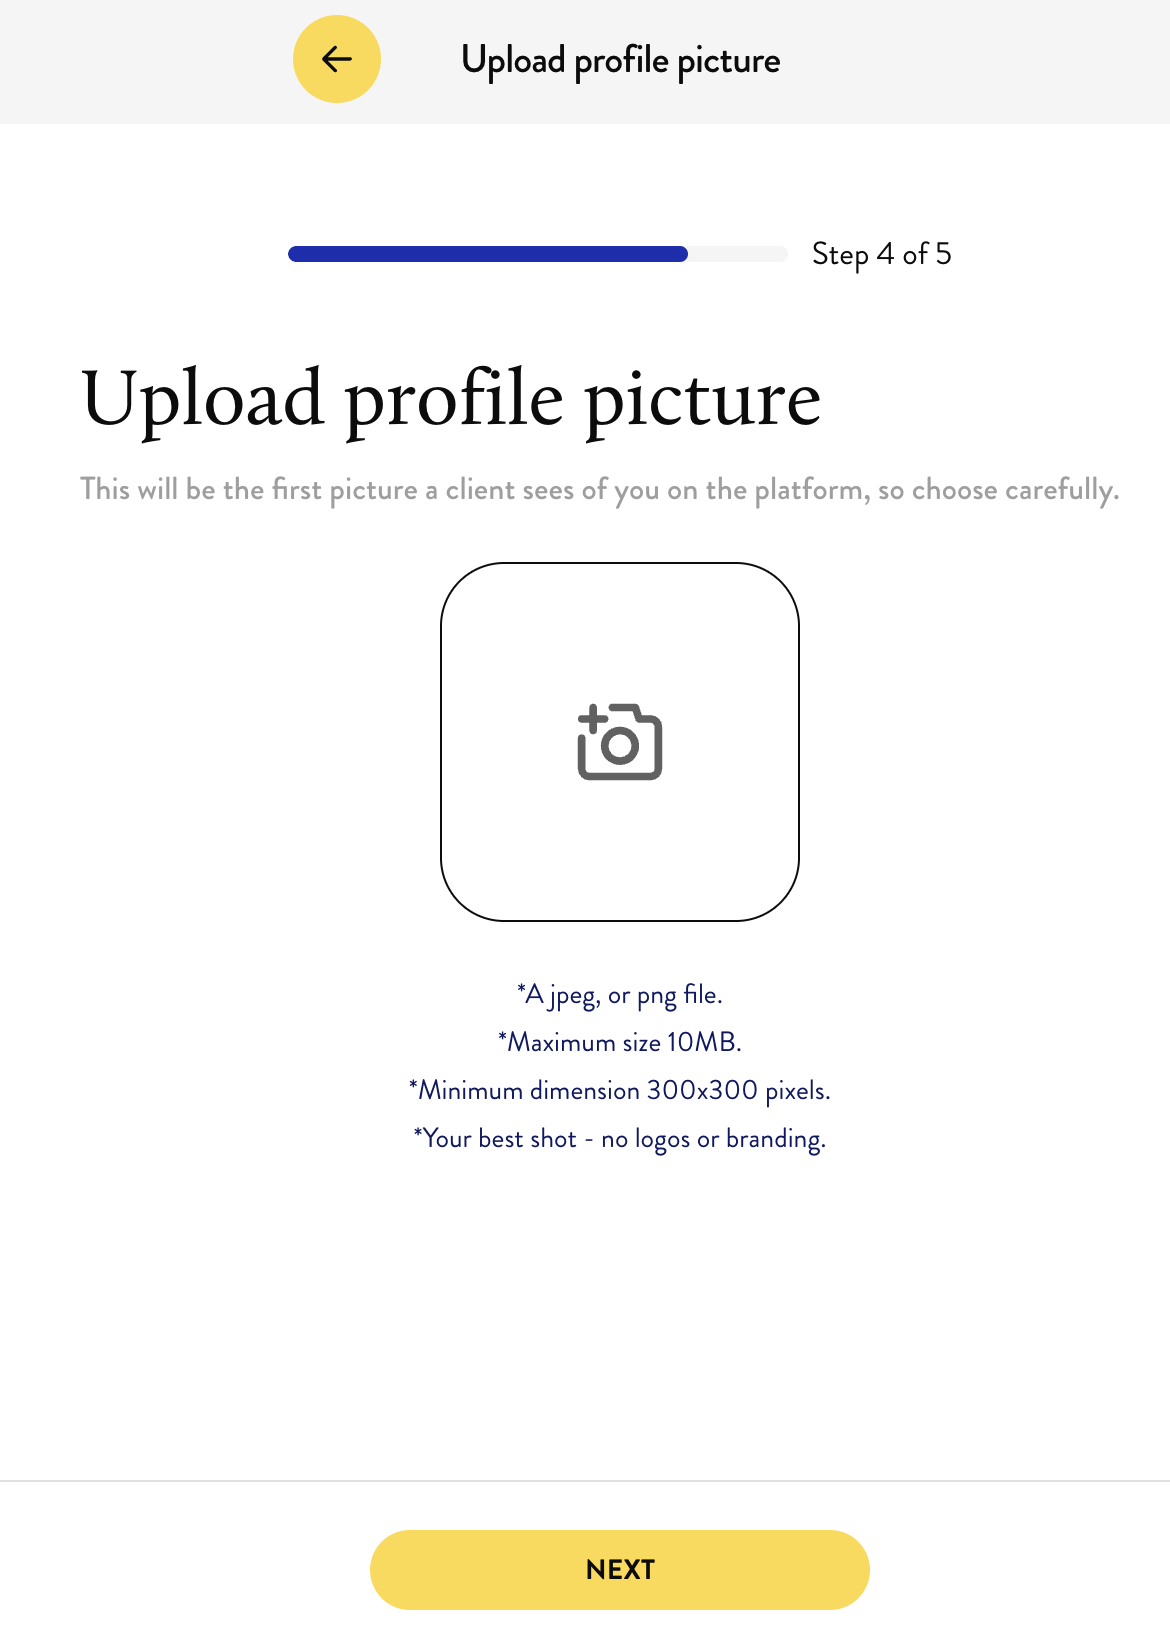 Upload profile picture
Step 4 of 5
Upload profile picture
This will be the first picture a client sees of you on the platform, so choose carefully.
*A jpeg, or png file.
*Maximum size 10MB.
*Minimum dimension 300x300 pixels.
*Your best shot - no logos or branding.
NEXT